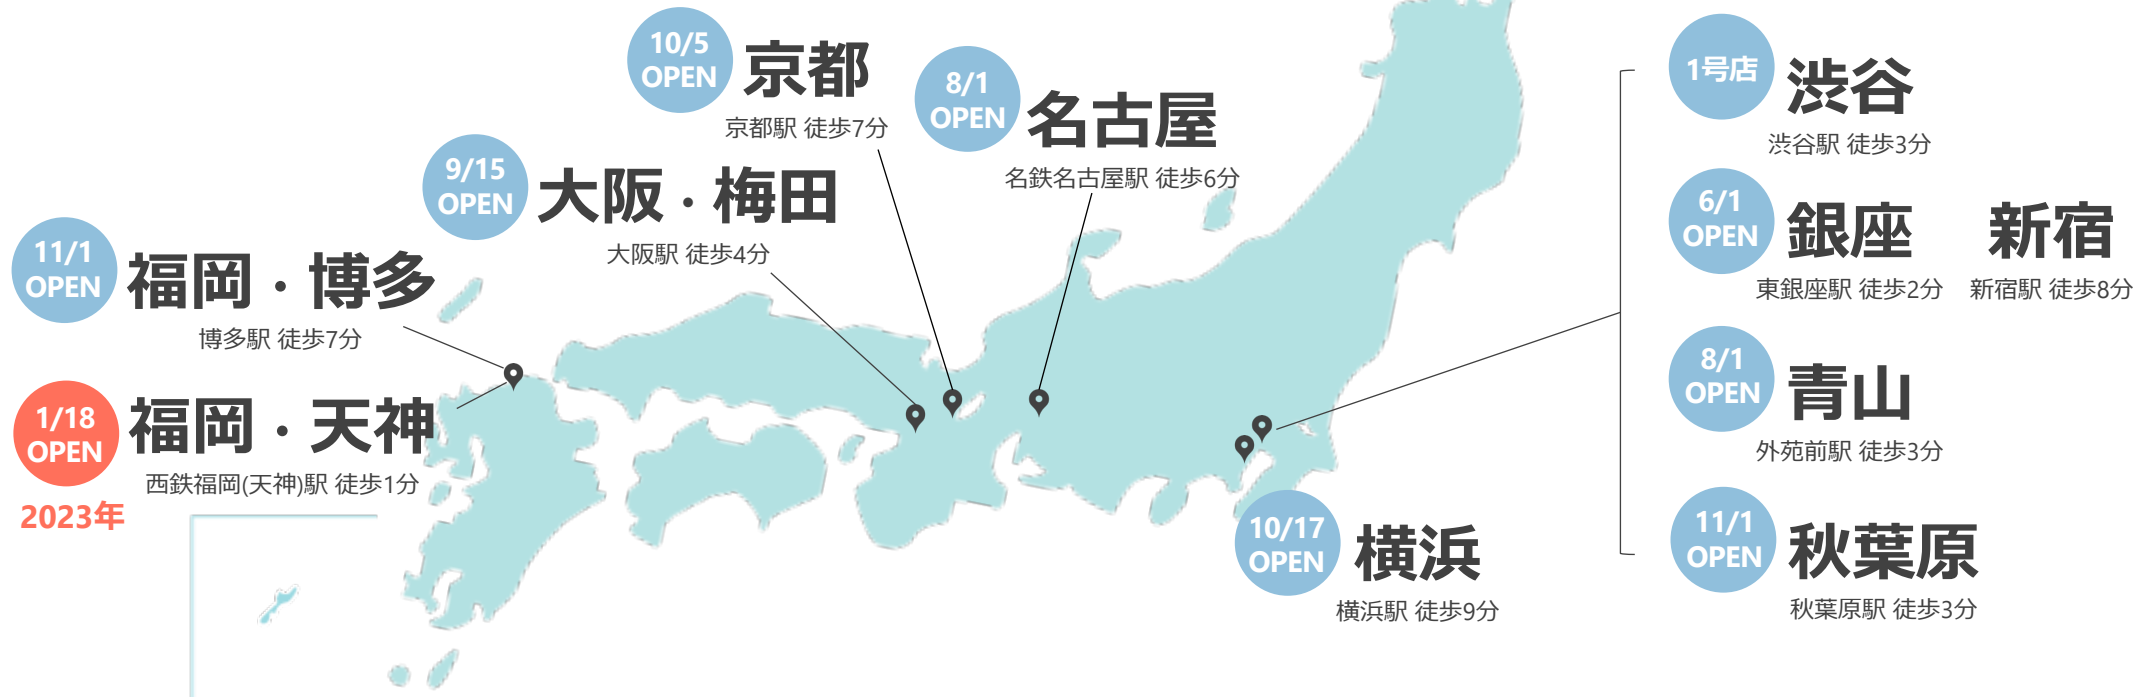 10/5
OPEN
京都
京都駅 徒歩7分
8/1
OPEN
名古屋
名鉄名古屋駅 徒歩6分
9/15
OPEN
大阪・梅田
大阪駅 徒歩4分
11/1
OPEN
福岡・博多
博多駅 徒歩7分
1/18
OPEN
2023年
福岡・天神
西鉄福岡(天神)駅 徒歩1分
10/17
OPEN
横浜
横浜駅 徒歩9分
1号店
渋谷
渋谷駅 徒歩3分
6/1
OPEN
銀座 新宿
東銀座駅 徒歩2分 新宿駅 徒歩8分
8/1
OPEN
青山
外苑前駅 徒歩3分
11/1
OPEN
秋葉原
秋葉原駅 徒歩3分